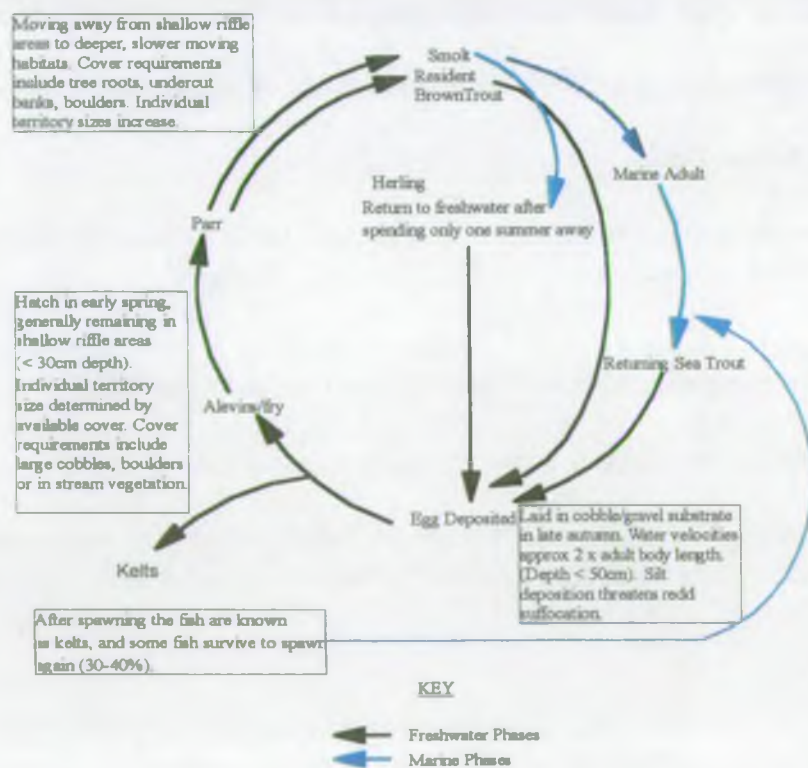 Moving away from shallow riffle
areas to deeper, slower moving
habitats. Cover requirements
include tree roots, undercut
banks, boulders. Individual
territory sizes increase.
Smolt
Resident
BrownTrout
Marine Adult
Herling
Return to freshwater after
spending only one summer away
Parr
Hatch in early spring,
generally remaining in
shallow riffle areas
(< 30cm depth).
Individual territory
size determined by
available cover. Cover
requirements include
large cobbles, boulders
or in stream vegetation.
Returning Sea Trout
Alevins/fry
Egg Deposited
Laid in cobble/gravel substrate
in late autumn. Water velocities
approx 2 x adult body length.
(Depth < 50cm). Silt
deposition threatens redd
suffocation.
Kelts
After spawning the fish are known
as kelts, and some fish survive to spawn
again (30-40%).
KEY
Freshwater Phases
Marine Phases